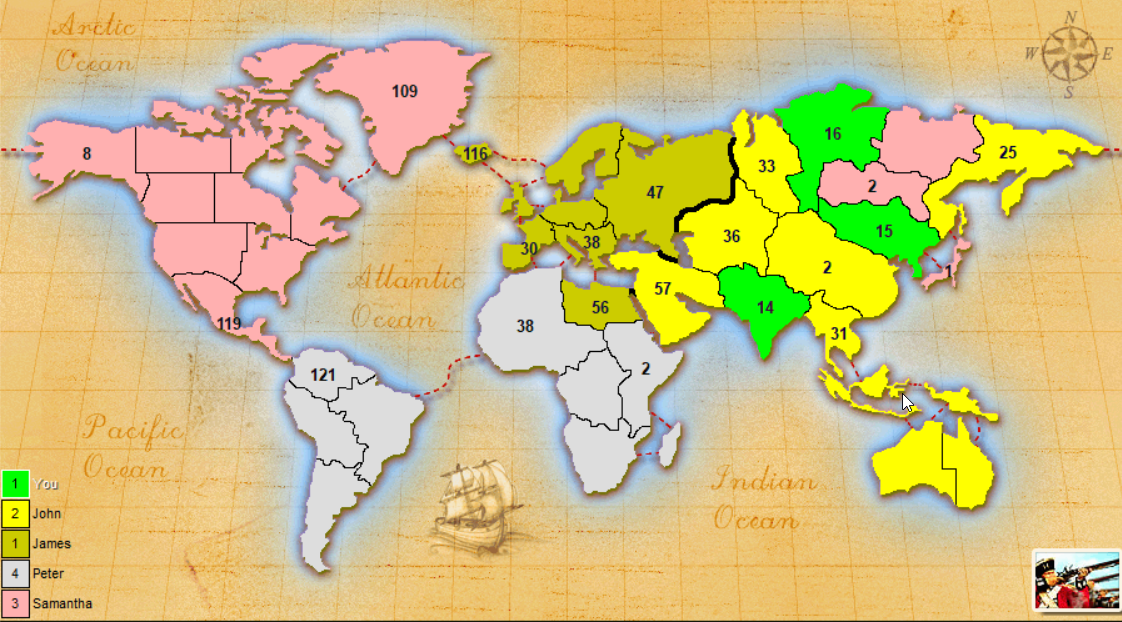 Arctic
Ocean
N
W E
S
109
8
116
16
33
25
47
2
15
30
38
36
2
1
57
14
56
31
38
2
119
121
Atlantic
Ocean
Pacific
Ocean
Indian
Ocean
1 You
2 John
1 James
4 Peter
3 Samantha